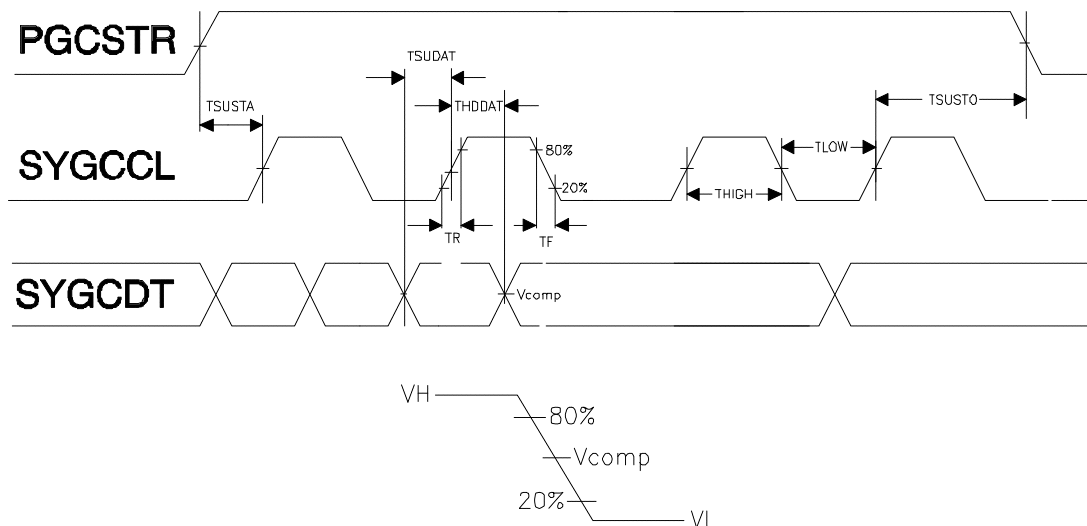 PGCSTR
TSUDAT
TSUSTA
THDDAT
TSUSTO
SYGCCL
80%
TLOW
20%
THIGH
TR
TF
SYGCDT
Vcomp
VH
80%
Vcomp
20%
VL